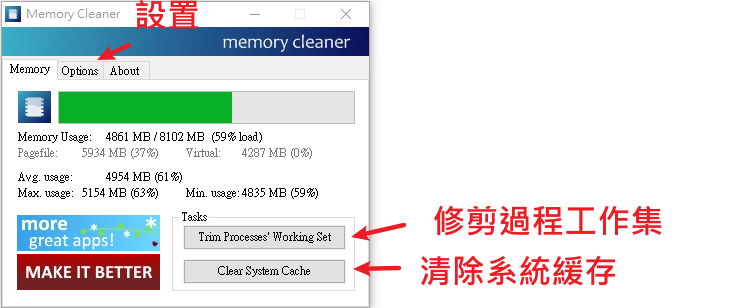 Memory Cleaner
設置
memory cleaner
Memory Options About
Memory Usage: 4861 MB / 8102 MB (59% load)
Pagefile: 5934 MB (37%) Virtual: 4287 MB (0%)
Avg. usage: 4954 MB (61%)
Max. usage: 5154 MB (63%) Min. usage: 4835 MB (59%)
more
great apps!
MAKE IT BETTER
Tasks
Trim Processes' Working Set
修剪過程工作集
Clear System Cache
清除系統緩存